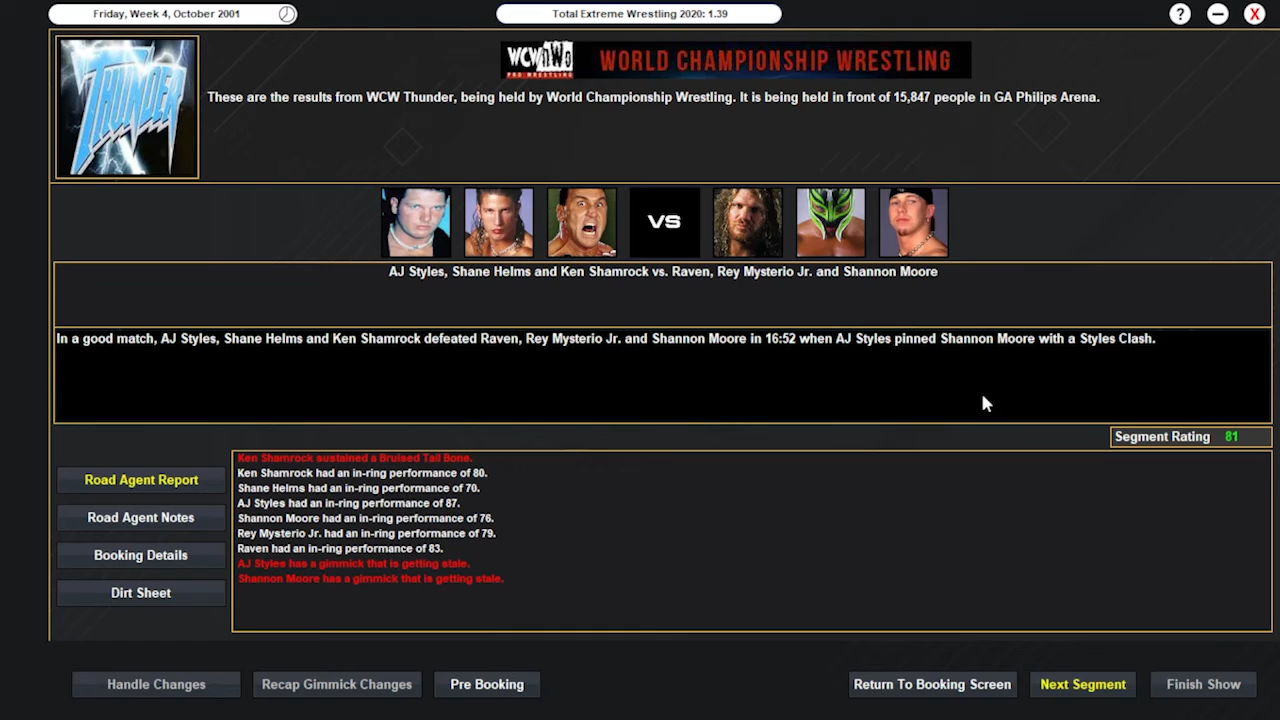 Friday, Week 4, October 2001
Total Extreme Wrestling 2020: 1.39
?
X
THUNDER
WCW
PRO WRESTLING
WORLD CHAMPIONSHIP WRESTLING
These are the results from WCW Thunder, being held by World Championship Wrestling. It is being held in front of 15,847 people in GA Philips Arena.
VS
AJ Styles, Shane Helms and Ken Shamrock vs. Raven, Rey Mysterio Jr. and Shannon Moore
In a good match, AJ Styles, Shane Helms and Ken Shamrock defeated Raven, Rey Mysterio Jr. and Shannon Moore in 16:52 when AJ Styles pinned Shannon Moore with a Styles Clash.
Segment Rating 81
Road Agent Report
Road Agent Notes
Booking Details
Dirt Sheet
Ken Shamrock sustained a Bruised Tail Bone.
Ken Shamrock had an in-ring performance of 80.
Shane Helms had an in-ring performance of 70.
AJ Styles had an in-ring performance of 87.
Shannon Moore had an in-ring performance of 76.
Rey Mysterio Jr. had an in-ring performance of 79.
Raven had an in-ring performance of 83.
AJ Styles has a gimmick that is getting stale.
Shannon Moore has a gimmick that is getting stale.
Handle Changes
Recap Gimmick Changes
Pre Booking
Return To Booking Screen
Next Segment
Finish Show